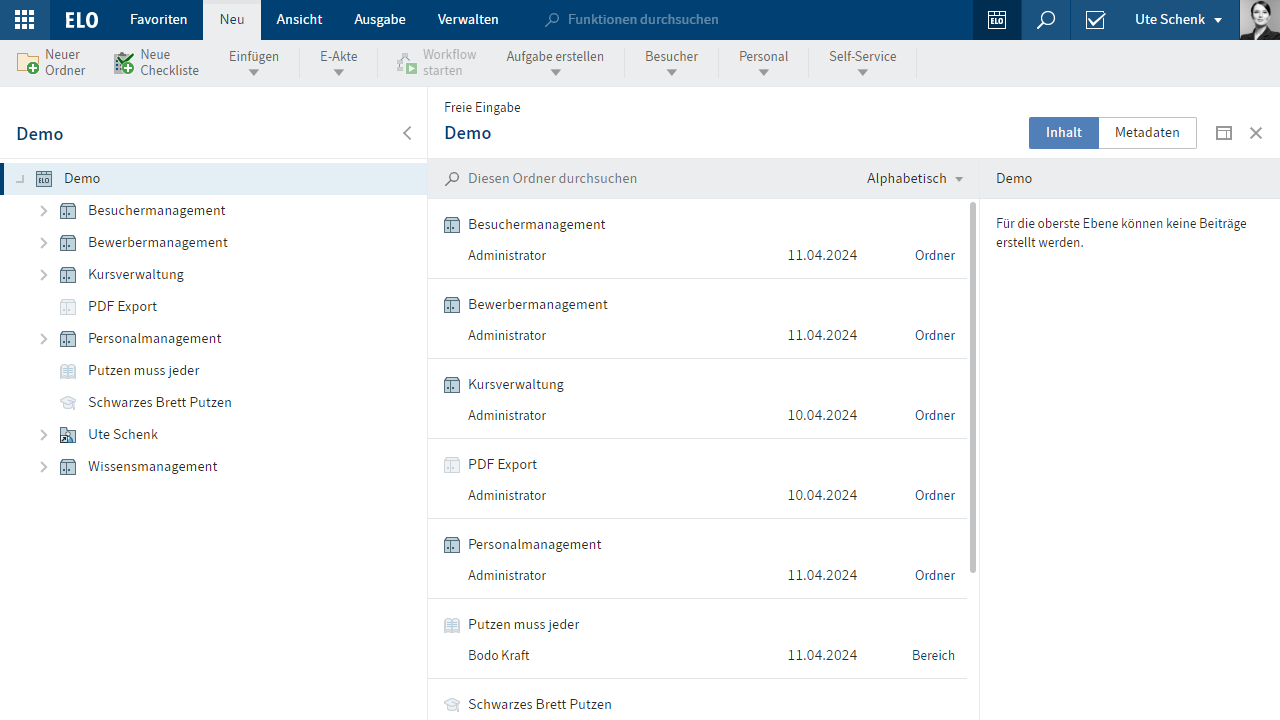 ELO Favoriten Neu Ansicht Ausgabe Verwalten Funktionen durchsuchen ELO Ute Schenk
Neuer Ordner
Neue Checkliste
Einfügen
E-Akte
Workflow starten
Aufgabe erstellen
Besucher
Personal
Self-Service
Demo
ELO Demo
Besuchermanagement
Bewerbermanagement
Kursverwaltung
PDF Export
Personalmanagement
Putzen muss jeder
Schwarzes Brett Putzen
Ute Schenk
Wissensmanagement
Freie Eingabe
Demo
Inhalt Metadaten
Diesen Ordner durchsuchen Alphabetisch
Besuchermanagement
Administrator 11.04.2024 Ordner
Bewerbermanagement
Administrator 11.04.2024 Ordner
Kursverwaltung
Administrator 10.04.2024 Ordner
PDF Export
Administrator 10.04.2024 Ordner
Personalmanagement
Administrator 11.04.2024 Ordner
Putzen muss jeder
Bodo Kraft 11.04.2024 Bereich
Schwarzes Brett Putzen
Demo
Für die oberste Ebene können keine Beiträge
erstellt werden.